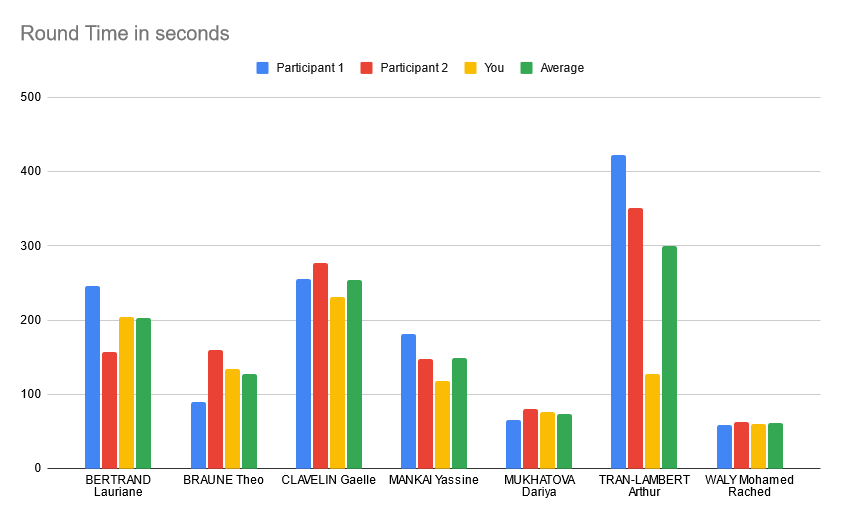 Round Time in seconds
Participant 1 Participant 2 You Average
500
400
300
200
100
0
BERTRAND Lauriane
BRAUNE Theo
CLAVELIN Gaelle
MANKAI Yassine
MUKHATOVA Dariya
TRAN-LAMBERT Arthur
WALY Mohamed Rached